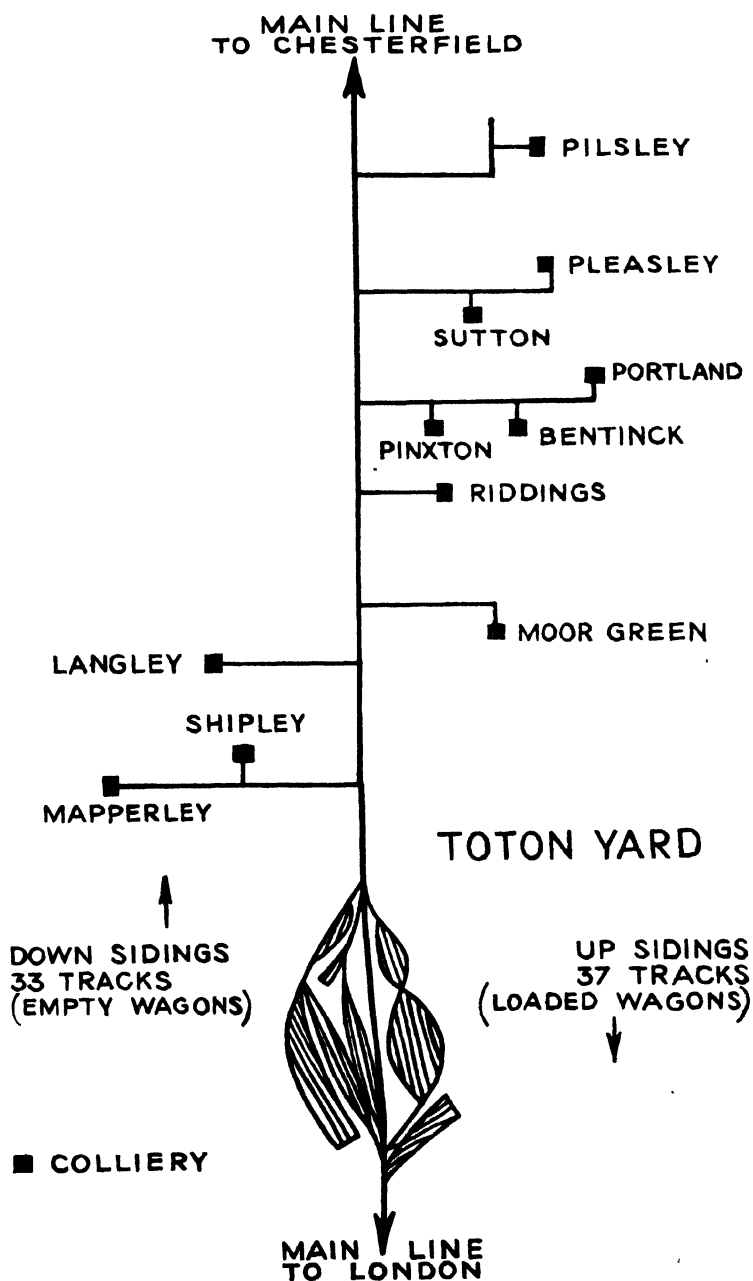 MAIN LINE
TO CHESTERFIELD
PILSLEY
PLEASLEY
SUTTON
PORTLAND
PINXTON
BENTINCK
RIDDINGS
MOOR GREEN
LANGLEY
SHIPLEY
MAPPERLEY
TOTON YARD
DOWN SIDINGS
33 TRACKS
(EMPTY WAGONS)
UP SIDINGS
37 TRACKS
(LOADED WAGONS)
COLLIERY
MAIN LINE
TO LONDON